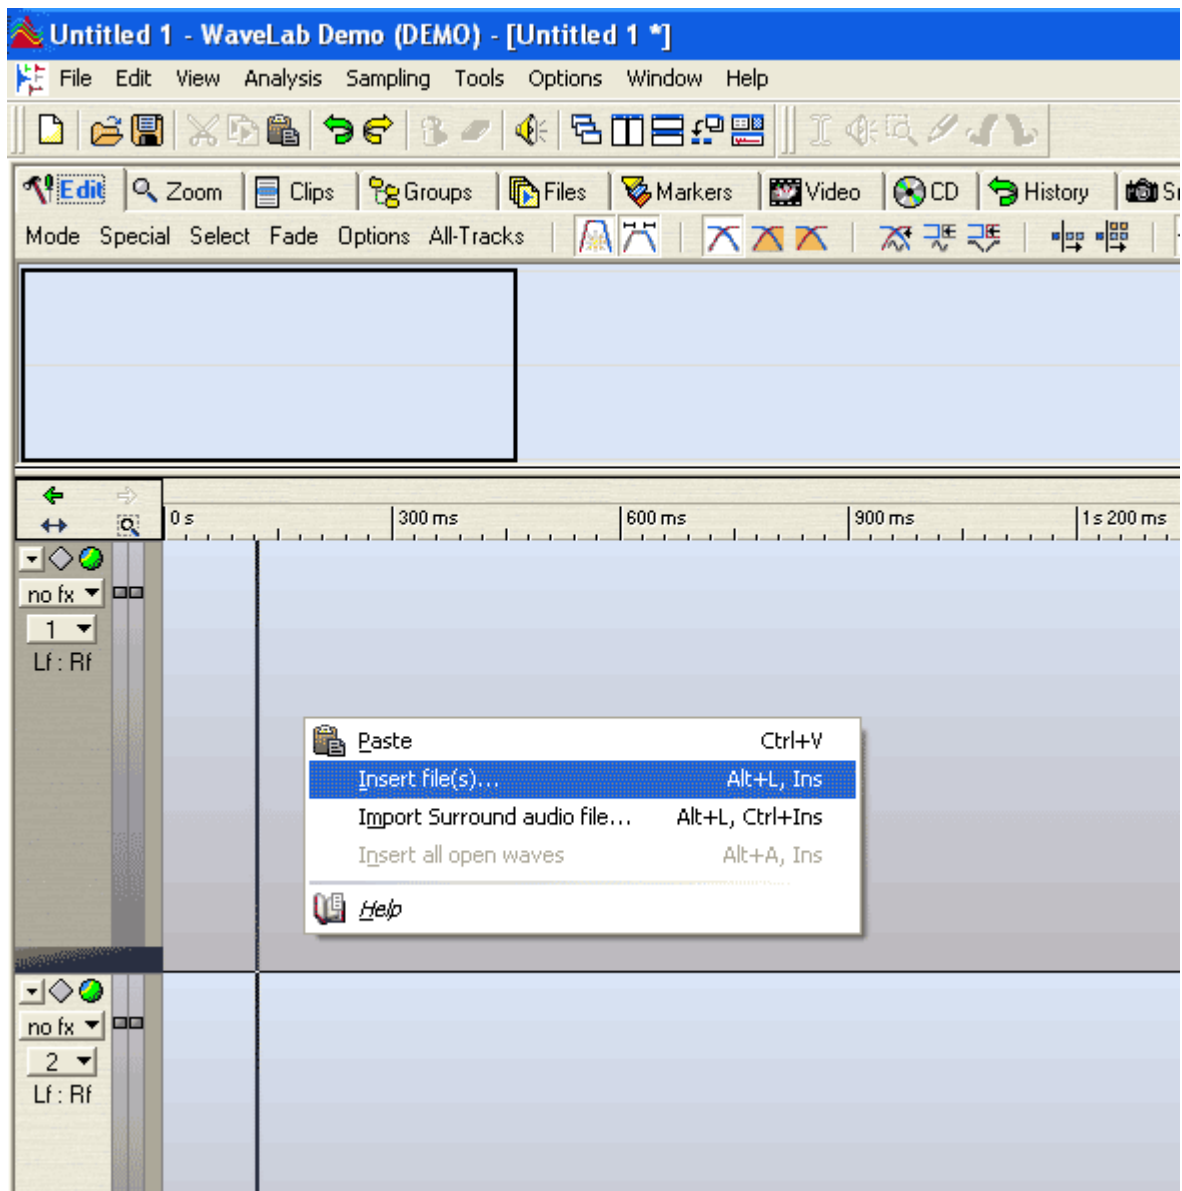 Untitled 1 - WaveLab Demo (DEMO) - [Untitled 1 *]
File Edit View Analysis Sampling Tools Options Window Help
Edit Zoom Clips Groups Files Markers Video CD History
Mode Special Select Fade Options All-Tracks
0 s 300 ms 600 ms 900 ms 1 s 200 ms
no fx
1
Lf : Rf
Paste Ctrl+V
Insert file(s)... Alt+L, Ins
Import Surround audio file... Alt+L, Ctrl+Ins
Insert all open waves Alt+A, Ins
Help
no fx
2
Lf : Rf